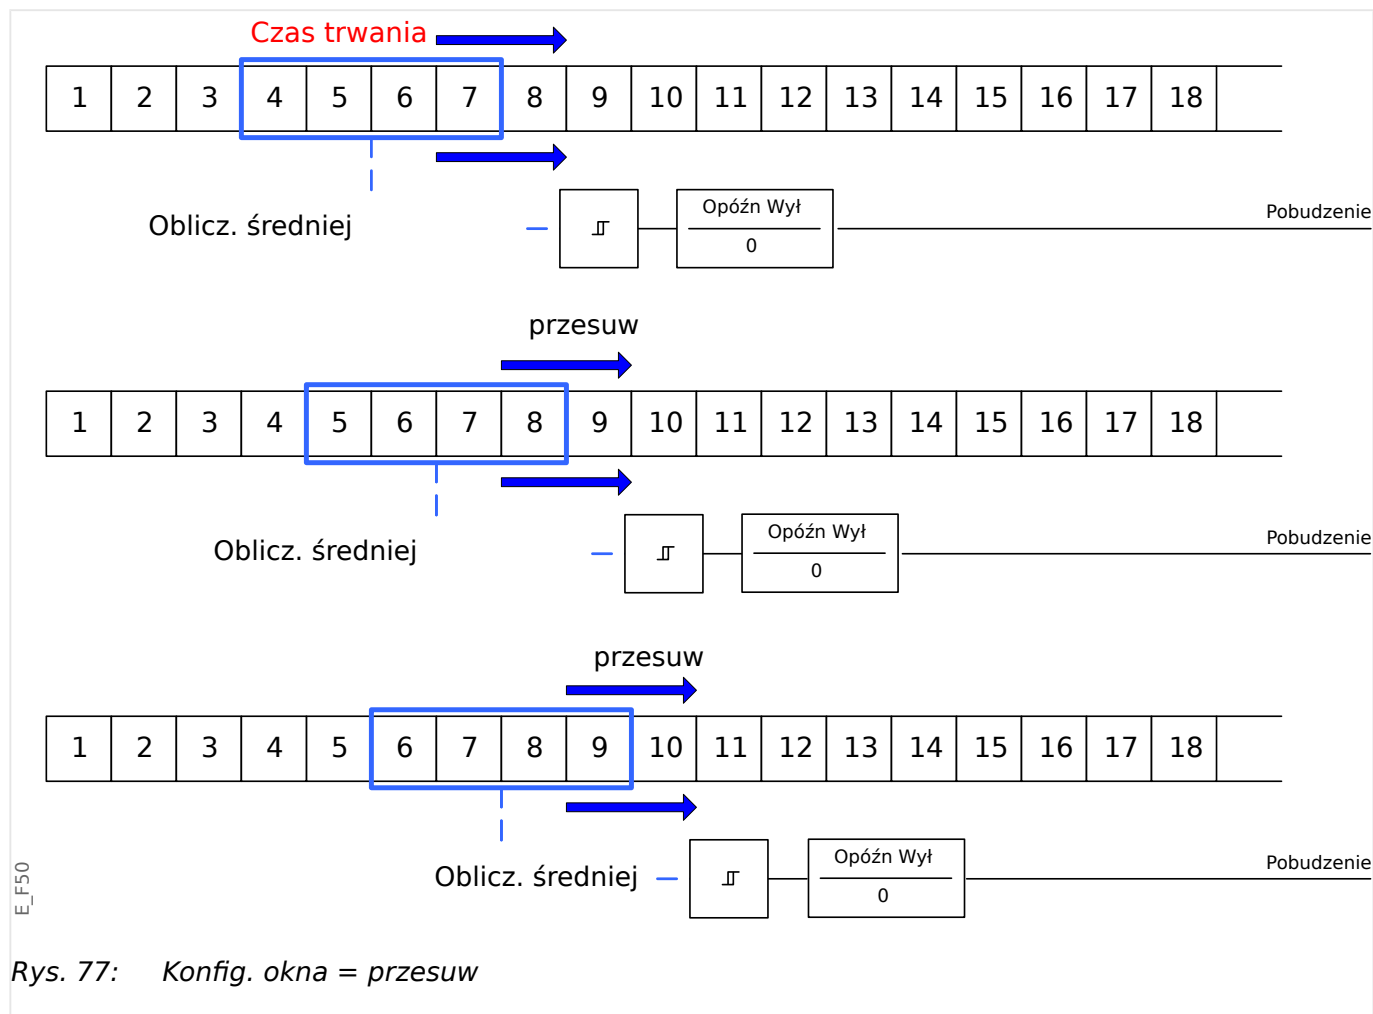 Czas trwania
1 2 3 4 5 6 7 8 9 10 11 12 13 14 15 16 17 18
Opóźn Wył
Pobudzenie
Oblicz. średniej
0
przesuw
1 2 3 4 5 6 7 8 9 10 11 12 13 14 15 16 17 18
Opóźn Wył
Pobudzenie
Oblicz. średniej
0
przesuw
1 2 3 4 5 6 7 8 9 10 11 12 13 14 15 16 17 18
Opóźn Wył
Pobudzenie
Oblicz. średniej
0
E_F50
Rys. 77: Konfig. okna = przesuw